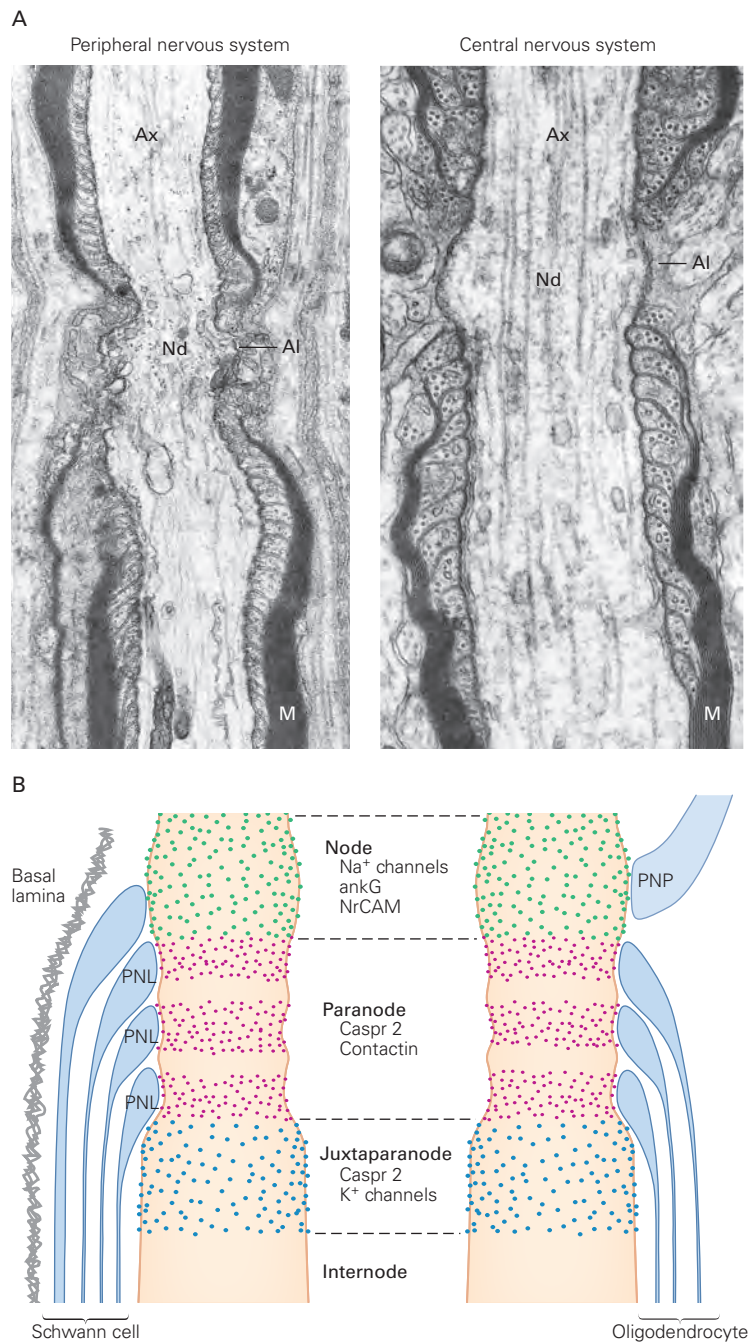 A
Peripheral nervous system
Central nervous system
Ax
Nd
Al
M
Ax
Nd
Al
M
B
Basal
lamina
PNL
PNL
PNL
Node
Na⁺ channels
ankG
NrCAM
Paranode
Caspr 2
Contactin
Juxtaparanode
Caspr 2
K⁺ channels
Internode
PNP
Schwann cell
Oligodendrocyte